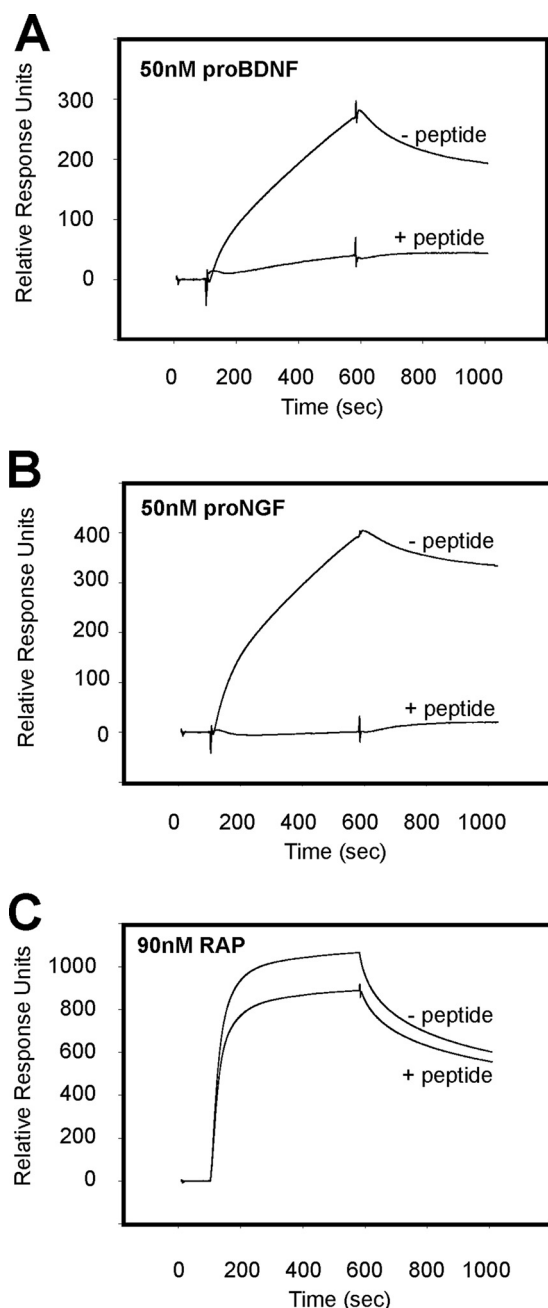 A
50nM proBDNF
Relative Response Units
300
200
100
0
- peptide
+ peptide
0 200 400 600 800 1000
Time (sec)
B
50nM proNGF
Relative Response Units
400
300
200
100
0
- peptide
+ peptide
0 200 400 600 800 1000
Time (sec)
C
90nM RAP
Relative Response Units
1000
800
600
400
200
0
- peptide
+ peptide
0 200 400 600 800 1000
Time (sec)